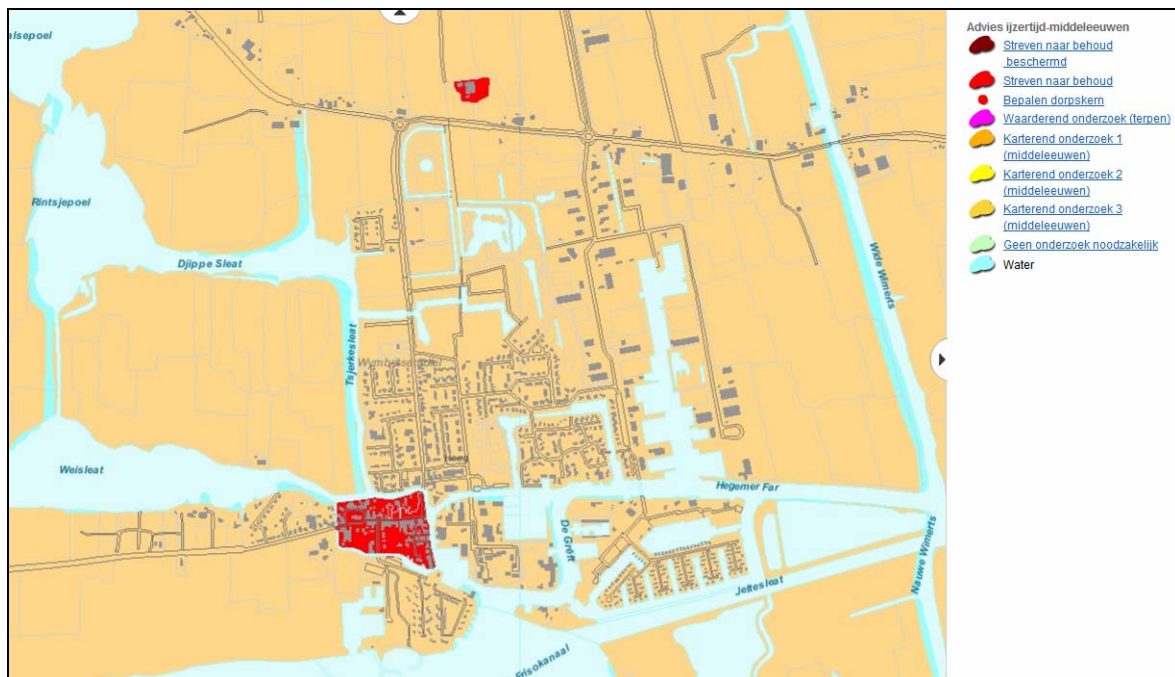 alsepoel
Rintsjepoel
Djippe Sleat
Tsjerkesleat
Weisleat
Heeg
Hegemer Far
De Grêft
Jeltesleat
Frisokanaal
Wide Wimerts
Nauwe Wimerts
Advies ijzertijd-middeleeuwen
Streven naar behoud
beschermd
Streven naar behoud
Bepalen dorpskern
Waarderend onderzoek (terpen)
Karterend onderzoek 1
(middeleeuwen)
Karterend onderzoek 2
(middeleeuwen)
Karterend onderzoek 3
(middeleeuwen)
Geen onderzoek noodzakelijk
Water